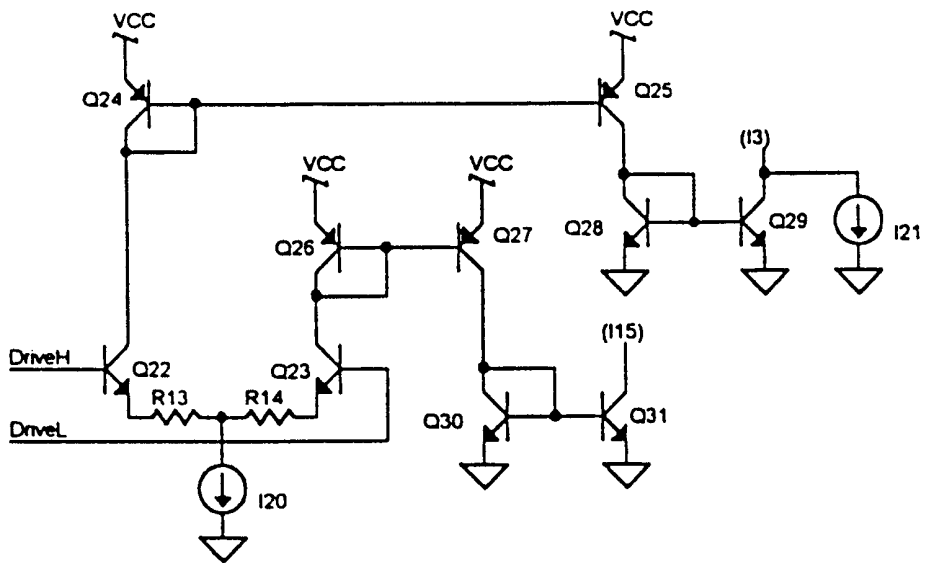 VCC
VCC
Q24
Q25
(I3)
VCC
VCC
Q28
Q29
I21
Q26
Q27
(I15)
DriveH
Q22
Q23
R13
R14
Q30
Q31
DriveL
I20